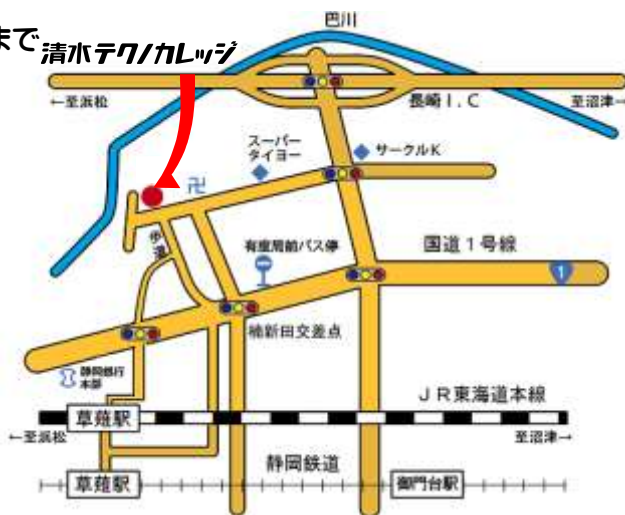 まで
清水テクノカレッジ
巴川
←至浜松
長崎I.C
至沼津→
スーパー
タイヨー
サークルK
卍
歩道
有度局前バス停
国道1号線
1
楠新田交差点
静岡銀行
本部
JR東海道本線
草薙駅
←至浜松
至沼津→
静岡鉄道
草薙駅
御門台駅